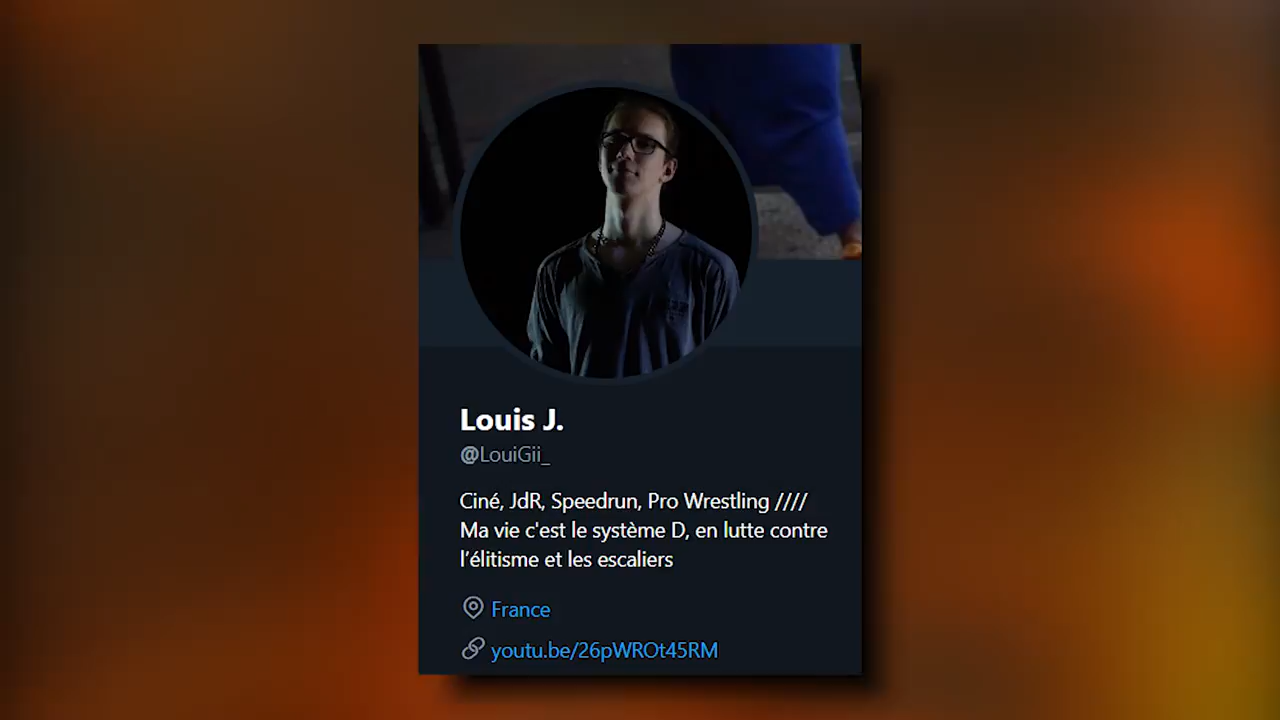 Louis J.
@LouiGii_
Ciné, JdR, Speedrun, Pro Wrestling ////
Ma vie c'est le système D, en lutte contre
l’élitisme et les escaliers
France
youtu.be/26pWROt45RM